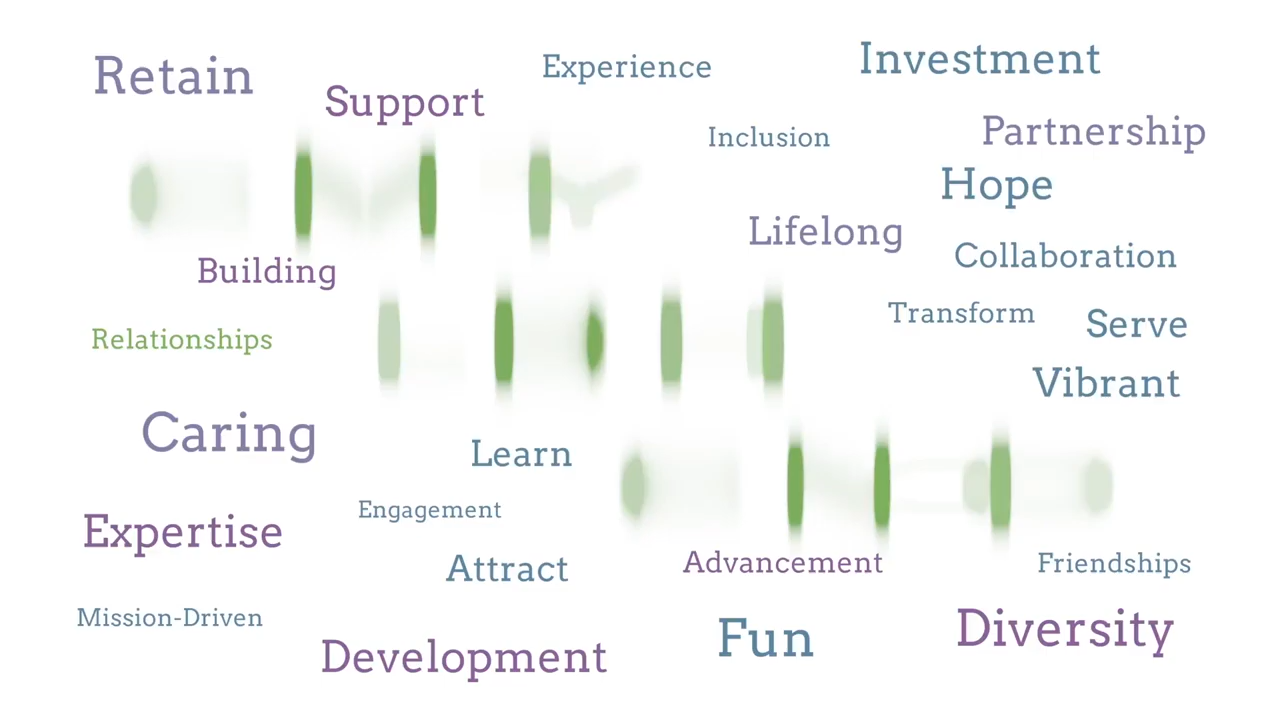 Retain
Support
Experience
Investment
Inclusion
Partnership
Hope
Lifelong
Collaboration
Building
Relationships
Transform
Serve
Vibrant
Caring
Learn
Engagement
Expertise
Attract
Advancement
Friendships
Mission-Driven
Development
Fun
Diversity